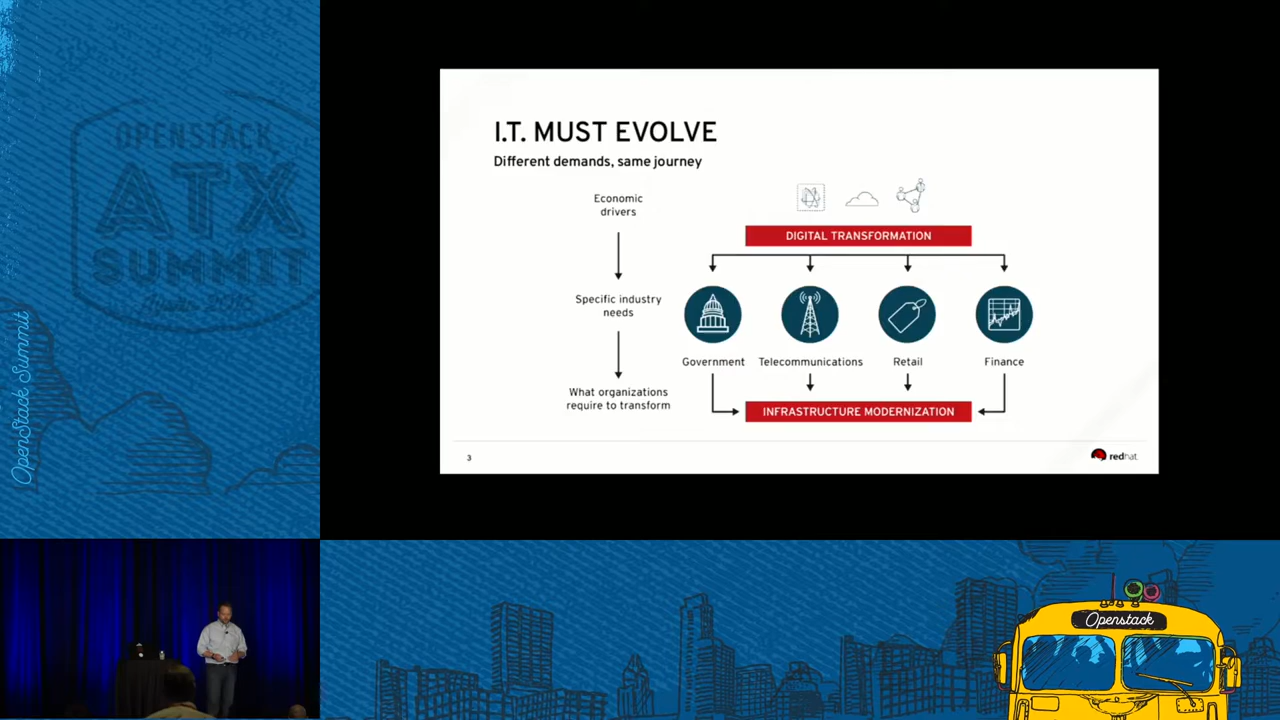 OPENSTACK
ATX
SUMMIT
OpenStack Summit
I.T. MUST EVOLVE
Different demands, same journey
Economic
drivers
DIGITAL TRANSFORMATION
Specific industry
needs
Government
Telecommunications
Retail
Finance
What organizations
require to transform
INFRASTRUCTURE MODERNIZATION
3
redhat.
Openstack